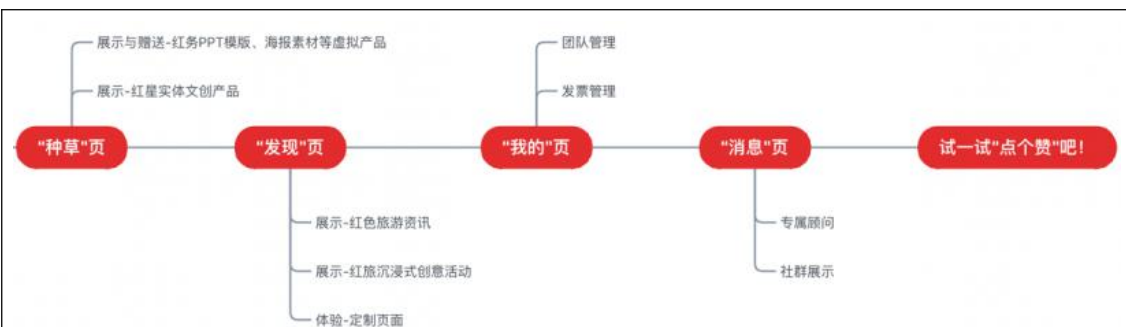 展示与赠送-红务PPT模版、海报素材等虚拟产品
展示-红星实体文创产品
"种草"页
"发现"页
展示-红色旅游资讯
展示-红旅沉浸式创意活动
体验-定制页面
团队管理
发票管理
"我的"页
"消息"页
专属顾问
社群展示
试一试"点个赞"吧!